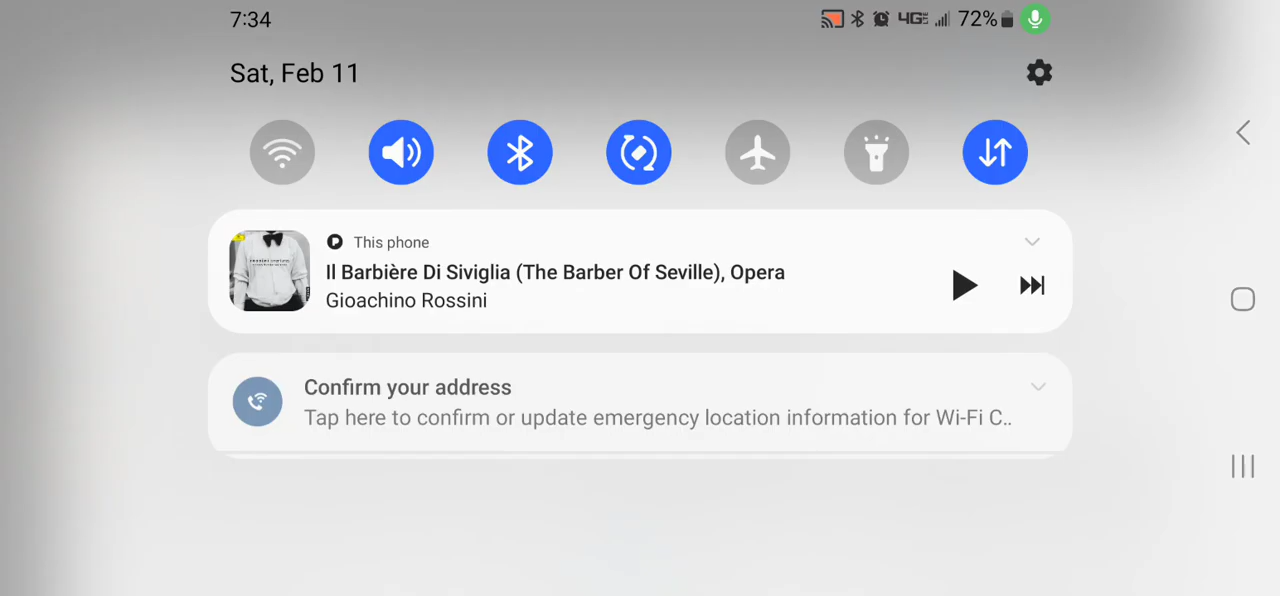 7:34
4GE 72%
Sat, Feb 11
This phone
Il Barbière Di Siviglia (The Barber Of Seville), Opera
Gioachino Rossini
Confirm your address
Tap here to confirm or update emergency location information for Wi-Fi C..